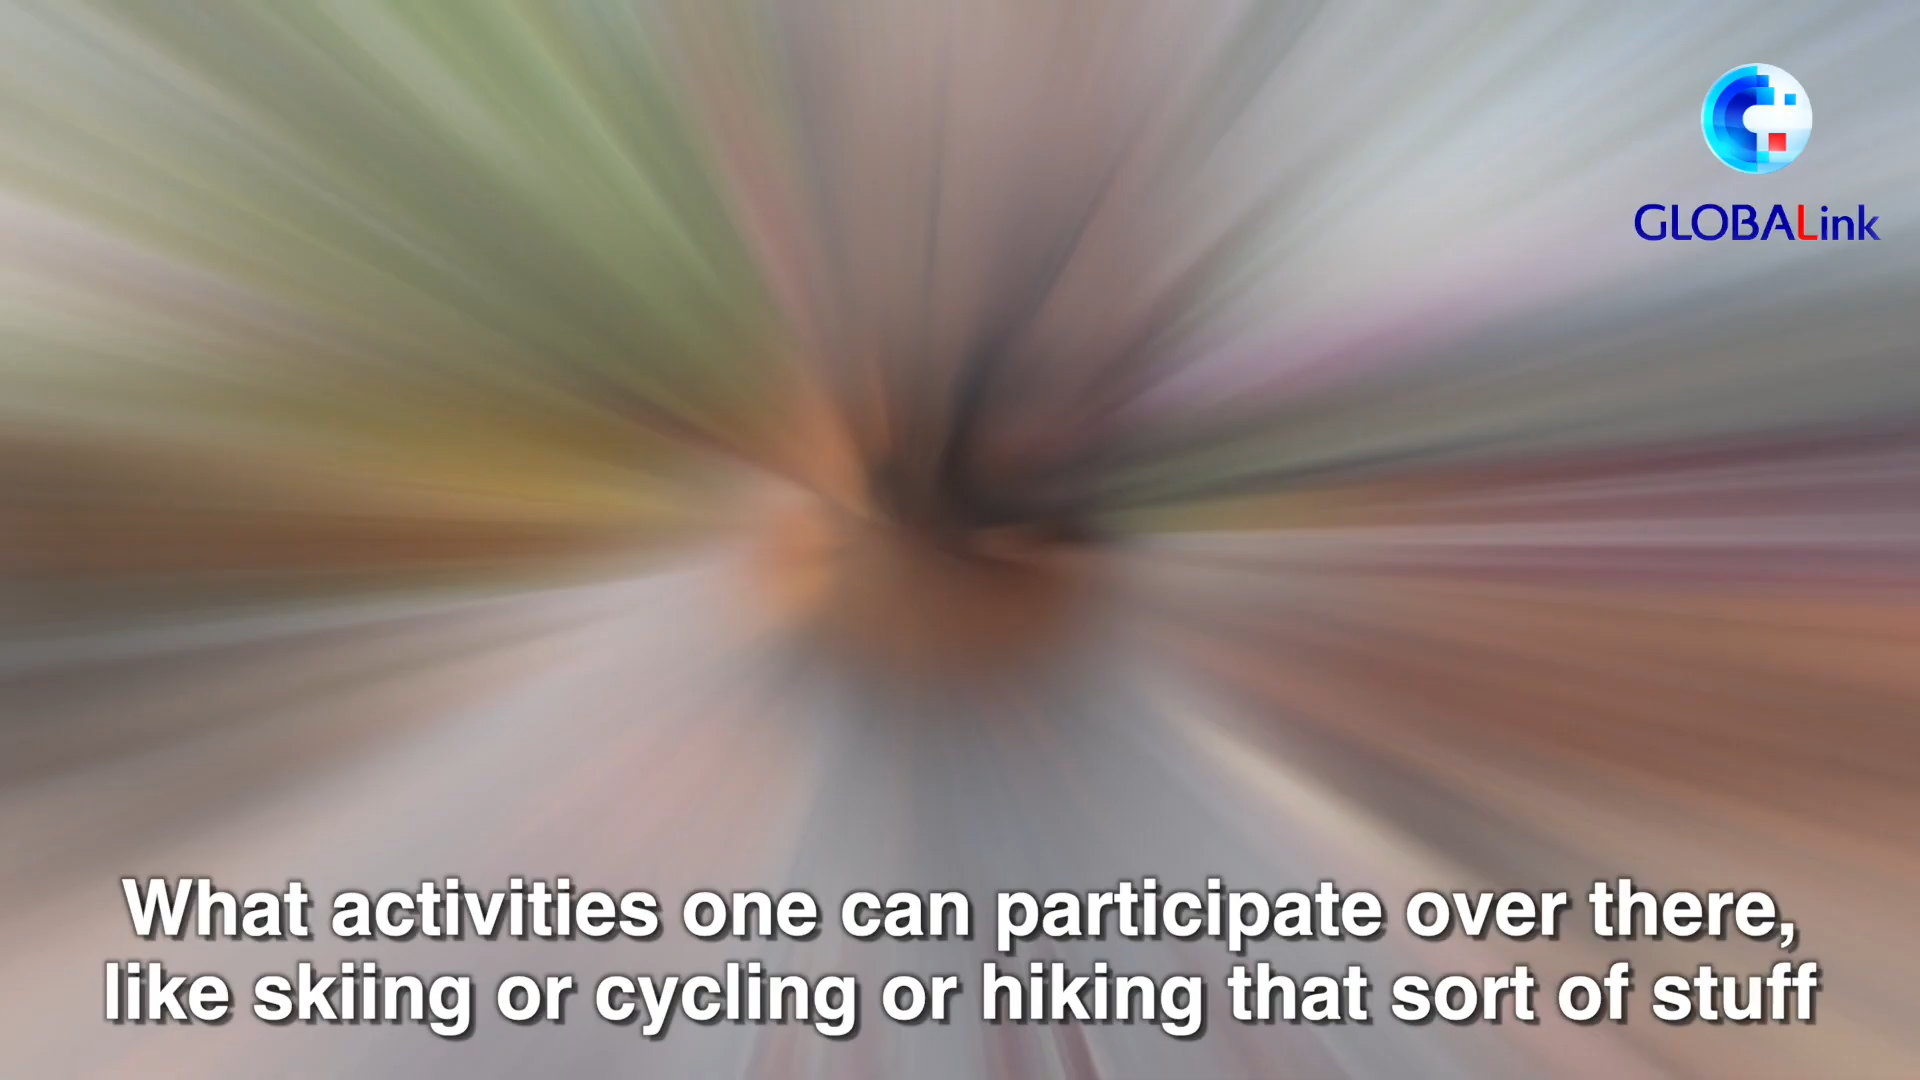 GLOBALink
What activities one can participate over there,
like skiing or cycling or hiking that sort of stuff